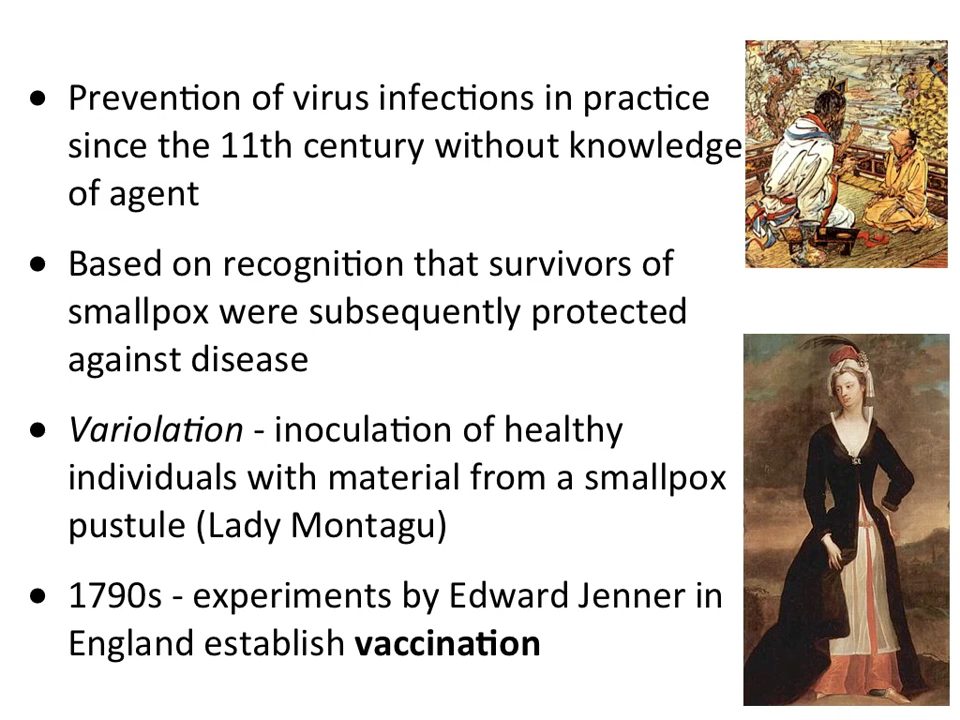 • Prevention of virus infections in practice
since the 11th century without knowledge
of agent
• Based on recognition that survivors of
smallpox were subsequently protected
against disease
• Variolation - inoculation of healthy
individuals with material from a smallpox
pustule (Lady Montagu)
• 1790s - experiments by Edward Jenner in
England establish vaccination